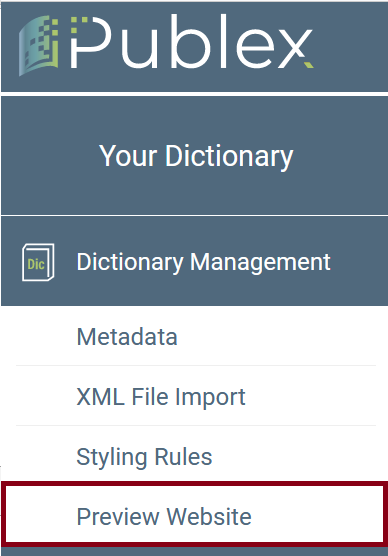 Publex
Your Dictionary
Dic
Dictionary Management
Metadata
XML File Import
Styling Rules
Preview Website